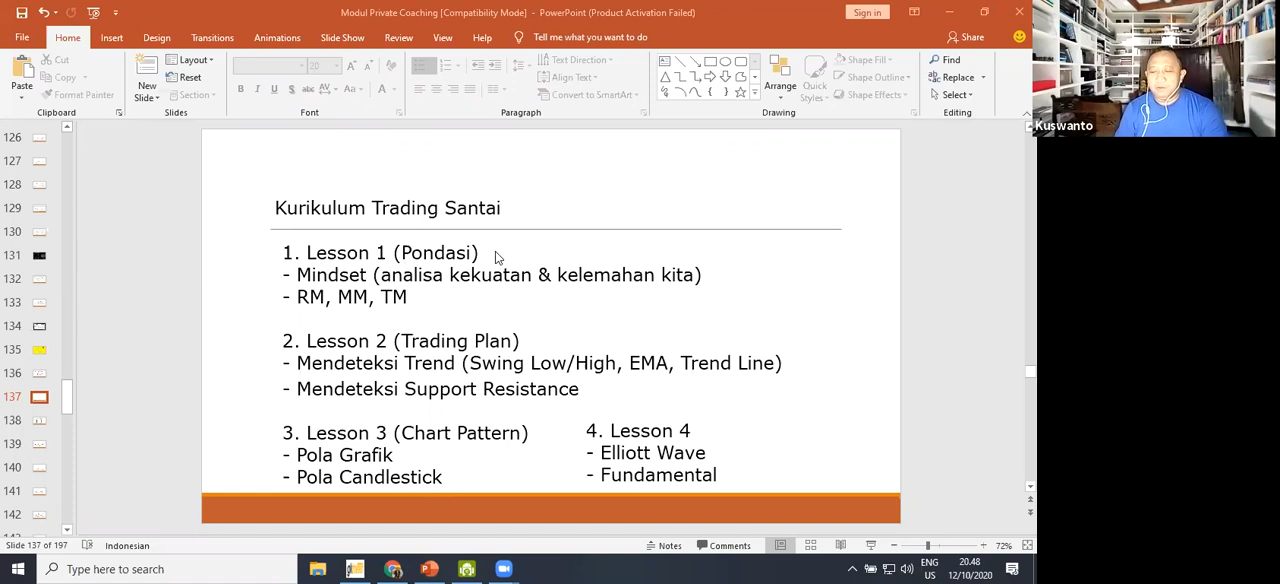 Modul Private Coaching [Compatibility Mode] - PowerPoint (Product Activation Failed)
Sign in
File Home Insert Design Transitions Animations Slide Show Review View Help Tell me what you want to do Share
Paste
Cut
Copy
Format Painter
Clipboard
New Slide
Layout
Reset
Section
Slides
20
B I U S abc AV Aa A
Font
Text Direction
Align Text
Convert to SmartArt
Paragraph
Arrange
Quick Styles
Shape Fill
Shape Outline
Shape Effects
Drawing
Find
Replace
Select
Editing
Kuswanto
126
127
128
129
130
131
132
133
134
135
136
137
138
139
140
141
142
Kurikulum Trading Santai
1. Lesson 1 (Pondasi)
- Mindset (analisa kekuatan & kelemahan kita)
- RM, MM, TM
2. Lesson 2 (Trading Plan)
- Mendeteksi Trend (Swing Low/High, EMA, Trend Line)
- Mendeteksi Support Resistance
3. Lesson 3 (Chart Pattern)
- Pola Grafik
- Pola Candlestick
4. Lesson 4
- Elliott Wave
- Fundamental
Slide 137 of 197 Indonesian Notes Comments 72%
Type here to search
ENG
US
20.48
12/10/2020